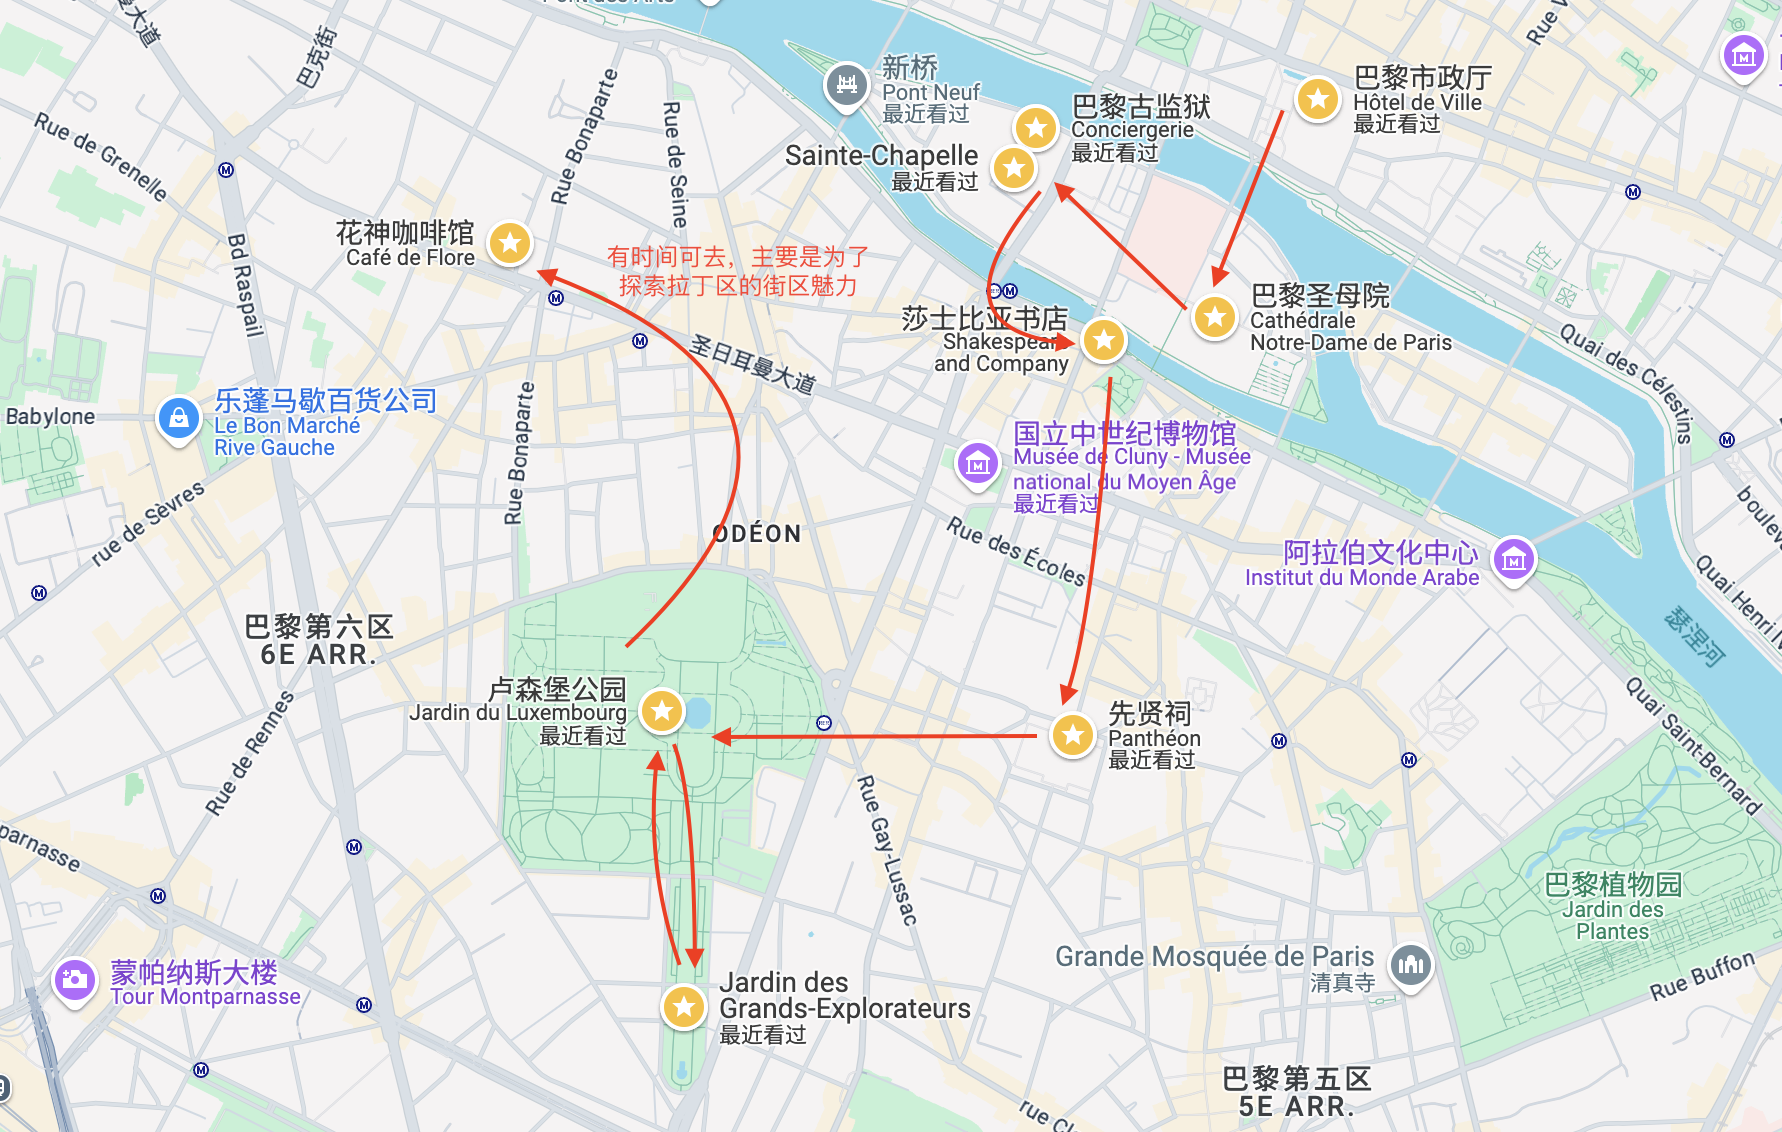 新桥
Pont Neuf
最近看过
巴黎市政厅
Hôtel de Ville
最近看过
巴黎古监狱
Conciergerie
最近看过
Sainte-Chapelle
最近看过
巴克街
Rue Bonaparte
Rue de Seine
Rue de Grenelle
花神咖啡馆
Café de Flore
有时间可去，主要是为了
探索拉丁区的街区魅力
Bd Raspail
巴黎圣母院
Cathédrale
Notre-Dame de Paris
莎士比亚书店
Shakespeare
and Company
圣日耳曼大道
Quai des Célestins
Babylone
乐蓬马歇百货公司
Le Bon Marché
Rive Gauche
Rue Bonaparte
国立中世纪博物馆
Musée de Cluny - Musée
national du Moyen Âge
最近看过
rue de Sèvres
ODÉON
Rue des Écoles
阿拉伯文化中心
Institut du Monde Arabe
Quai Henri IV
瑟涅河
巴黎第六区
6E ARR.
卢森堡公园
Jardin du Luxembourg
最近看过
先贤祠
Panthéon
最近看过
Quai Saint-Bernard
Rue de Rennes
Rue Gay-Lussac
parnasse
巴黎植物园
Jardin des
Plantes
Grande Mosquée de Paris
清真寺
Rue Buffon
蒙帕纳斯大楼
Tour Montparnasse
Jardin des
Grands-Explorateurs
最近看过
巴黎第五区
5E ARR.